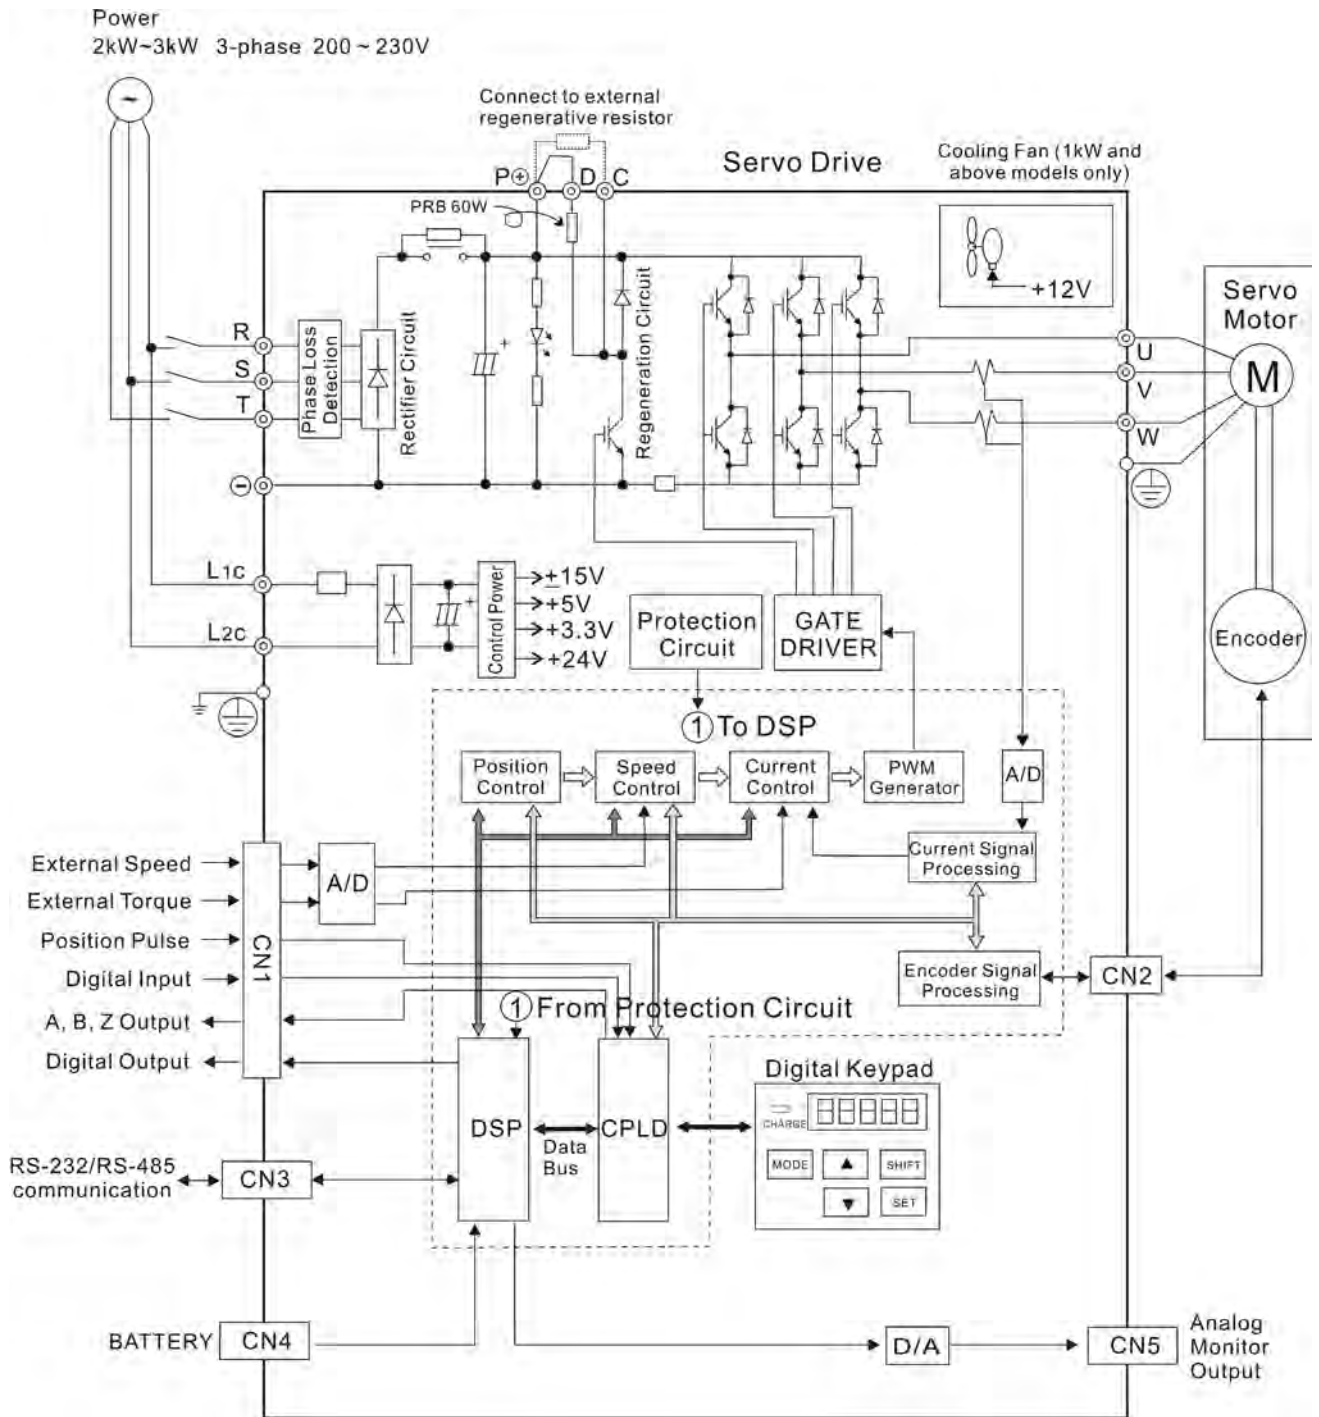 Power
2kW~3kW 3-phase 200 ~ 230V
~
Connect to external
regenerative resistor
Servo Drive
Cooling Fan (1kW and
above models only)
P⊕
D
C
PRB 60W
+12V
Servo
Motor
R
S
T
Phase Loss
Detection
Rectifier Circuit
+
Regeneration Circuit
U
V
W
M
⊖
L1c
L2c
+
Control Power
±15V
+5V
+3.3V
+24V
Protection
Circuit
GATE
DRIVER
Encoder
① To DSP
Position
Control
Speed
Control
Current
Control
PWM
Generator
A/D
Current Signal
Processing
External Speed
External Torque
Position Pulse
Digital Input
A, B, Z Output
Digital Output
CN1
A/D
Encoder Signal
Processing
CN2
① From Protection Circuit
DSP
Data
Bus
CPLD
Digital Keypad
CHARGE
88888
MODE
▲
SHIFT
▼
SET
RS-232/RS-485
communication
CN3
BATTERY
CN4
D/A
CN5
Analog
Monitor
Output